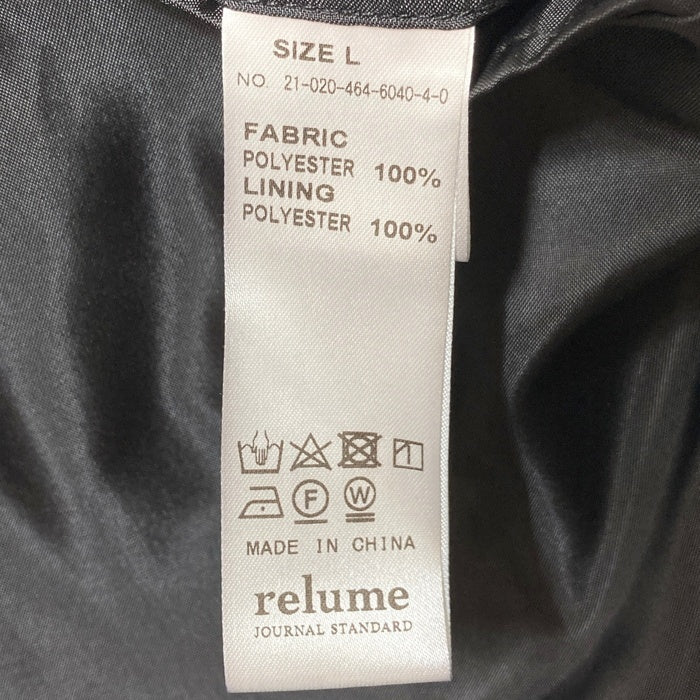 SIZE L
NO. 21-020-464-6040-4-0
FABRIC
POLYESTER 100%
LINING
POLYESTER 100%
F W
MADE IN CHINA
relume
JOURNAL STANDARD